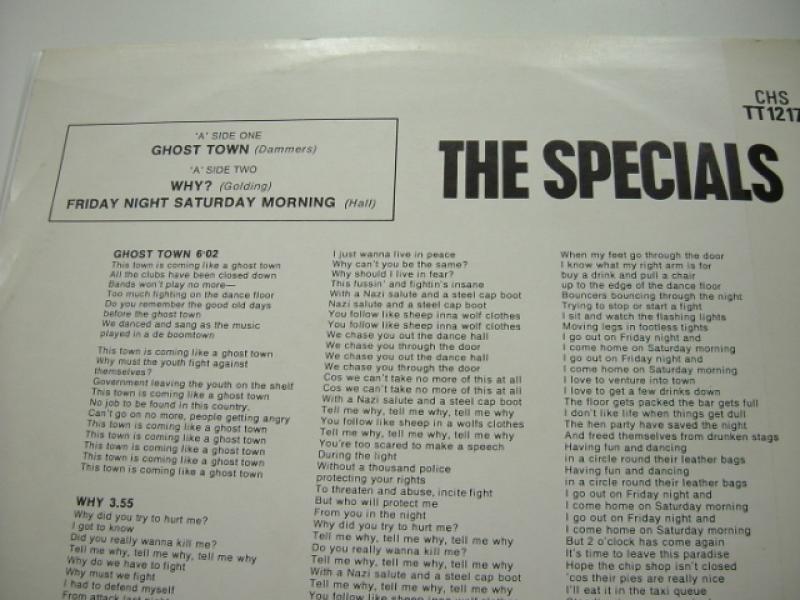 CHS
TT1217
'A' SIDE ONE
GHOST TOWN (Dammers)
'A' SIDE TWO
WHY? (Golding)
FRIDAY NIGHT SATURDAY MORNING (Hall)
THE SPECIALS
GHOST TOWN 6·02
This town is coming like a ghost town
All the clubs have been closed down
Bands won't play no more—
Too much fighting on the dance floor
Do you remember the good old days
before the ghost town
We danced and sang as the music
played in a de boomtown
This town is coming like a ghost town
Why must the youth fight against
themselves?
Government leaving the youth on the shelf
This town is coming like a ghost town
No job to be found in this country.
Can't go on no more, people getting angry
This town is coming like a ghost town
This town is coming like a ghost town
This town is coming like a ghost town
This town is coming like a ghost town
This town is coming like a ghost town
WHY 3.55
Why did you try to hurt me?
I got to know
Did you really wanna kill me?
Tell me why, tell me why, tell me why
Why do we have to fight
Why must we fight
I had to defend myself
From attack last night
I just wanna live in peace
Why can't you be the same?
Why should I live in fear?
This fussin' and fightin's insane
With a Nazi salute and a steel cap boot
Nazi salute and a steel cap boot
You follow like sheep inna wolf clothes
You follow like sheep inna wolf clothes
We chase you out the dance hall
We chase you through the door
We chase you out the dance hall
We chase you through the door
Cos we can't take no more of this at all
Cos we can't take no more of this at all
With a Nazi salute and a steel cap boot
Tell me why, tell me why, tell me why
You follow like sheep in a wolfs clothes
Tell me why, tell me why, tell me why
You're too scared to make a speech
During the light
Without a thousand police
protecting your rights
To threaten and abuse, incite fight
But who will protect me
From you in the night
Why did you try to hurt me?
Tell me why, tell me why, tell me why
Do you really wanna kill me?
Tell me why, tell me why, tell me why
With a Nazi salute and a steel cap boot
Tell me why, tell me why, tell me why
You follow like sheep inna wolf clothes
When my feet go through the door
I know what my right arm is for
buy a drink and pull a chair
up to the edge of the dance floor
Bouncers bouncing through the night
Trying to stop or start a fight
I sit and watch the flashing lights
Moving legs in footless tights
I go out on Friday night and
I come home on Saturday morning
I go out on Friday night and
I come home on Saturday morning
I love to venture into town
I love to get a few drinks down
The floor gets packed the bar gets full
I don't like life when things get dull
The hen party have saved the night
And freed themselves from drunken stags
Having fun and dancing
in a circle round their leather bags
Having fun and dancing
in a circle round their leather bags
I go out on Friday night and
I come home on Saturday morning
I go out on Friday night and
I come home on Saturday morning
But 2 o'clock has come again
It's time to leave this paradise
Hope the chip shop isn't closed
'cos their pies are really nice
I'll eat it in the taxi queue